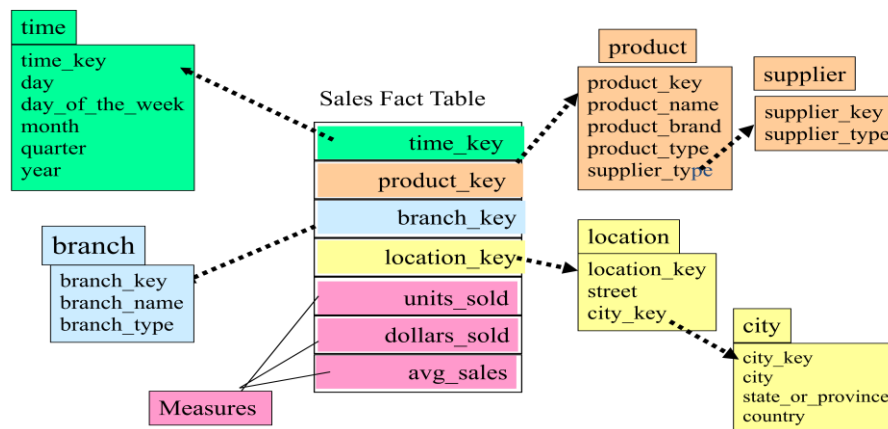 time
time_key
day
day_of_the_week
month
quarter
year
Sales Fact Table
time_key
product_key
branch_key
location_key
units_sold
dollars_sold
avg_sales
Measures
branch
branch_key
branch_name
branch_type
product
product_key
product_name
product_brand
product_type
supplier_type
supplier
supplier_key
supplier_type
location
location_key
street
city_key
city
city_key
city
state_or_province
country